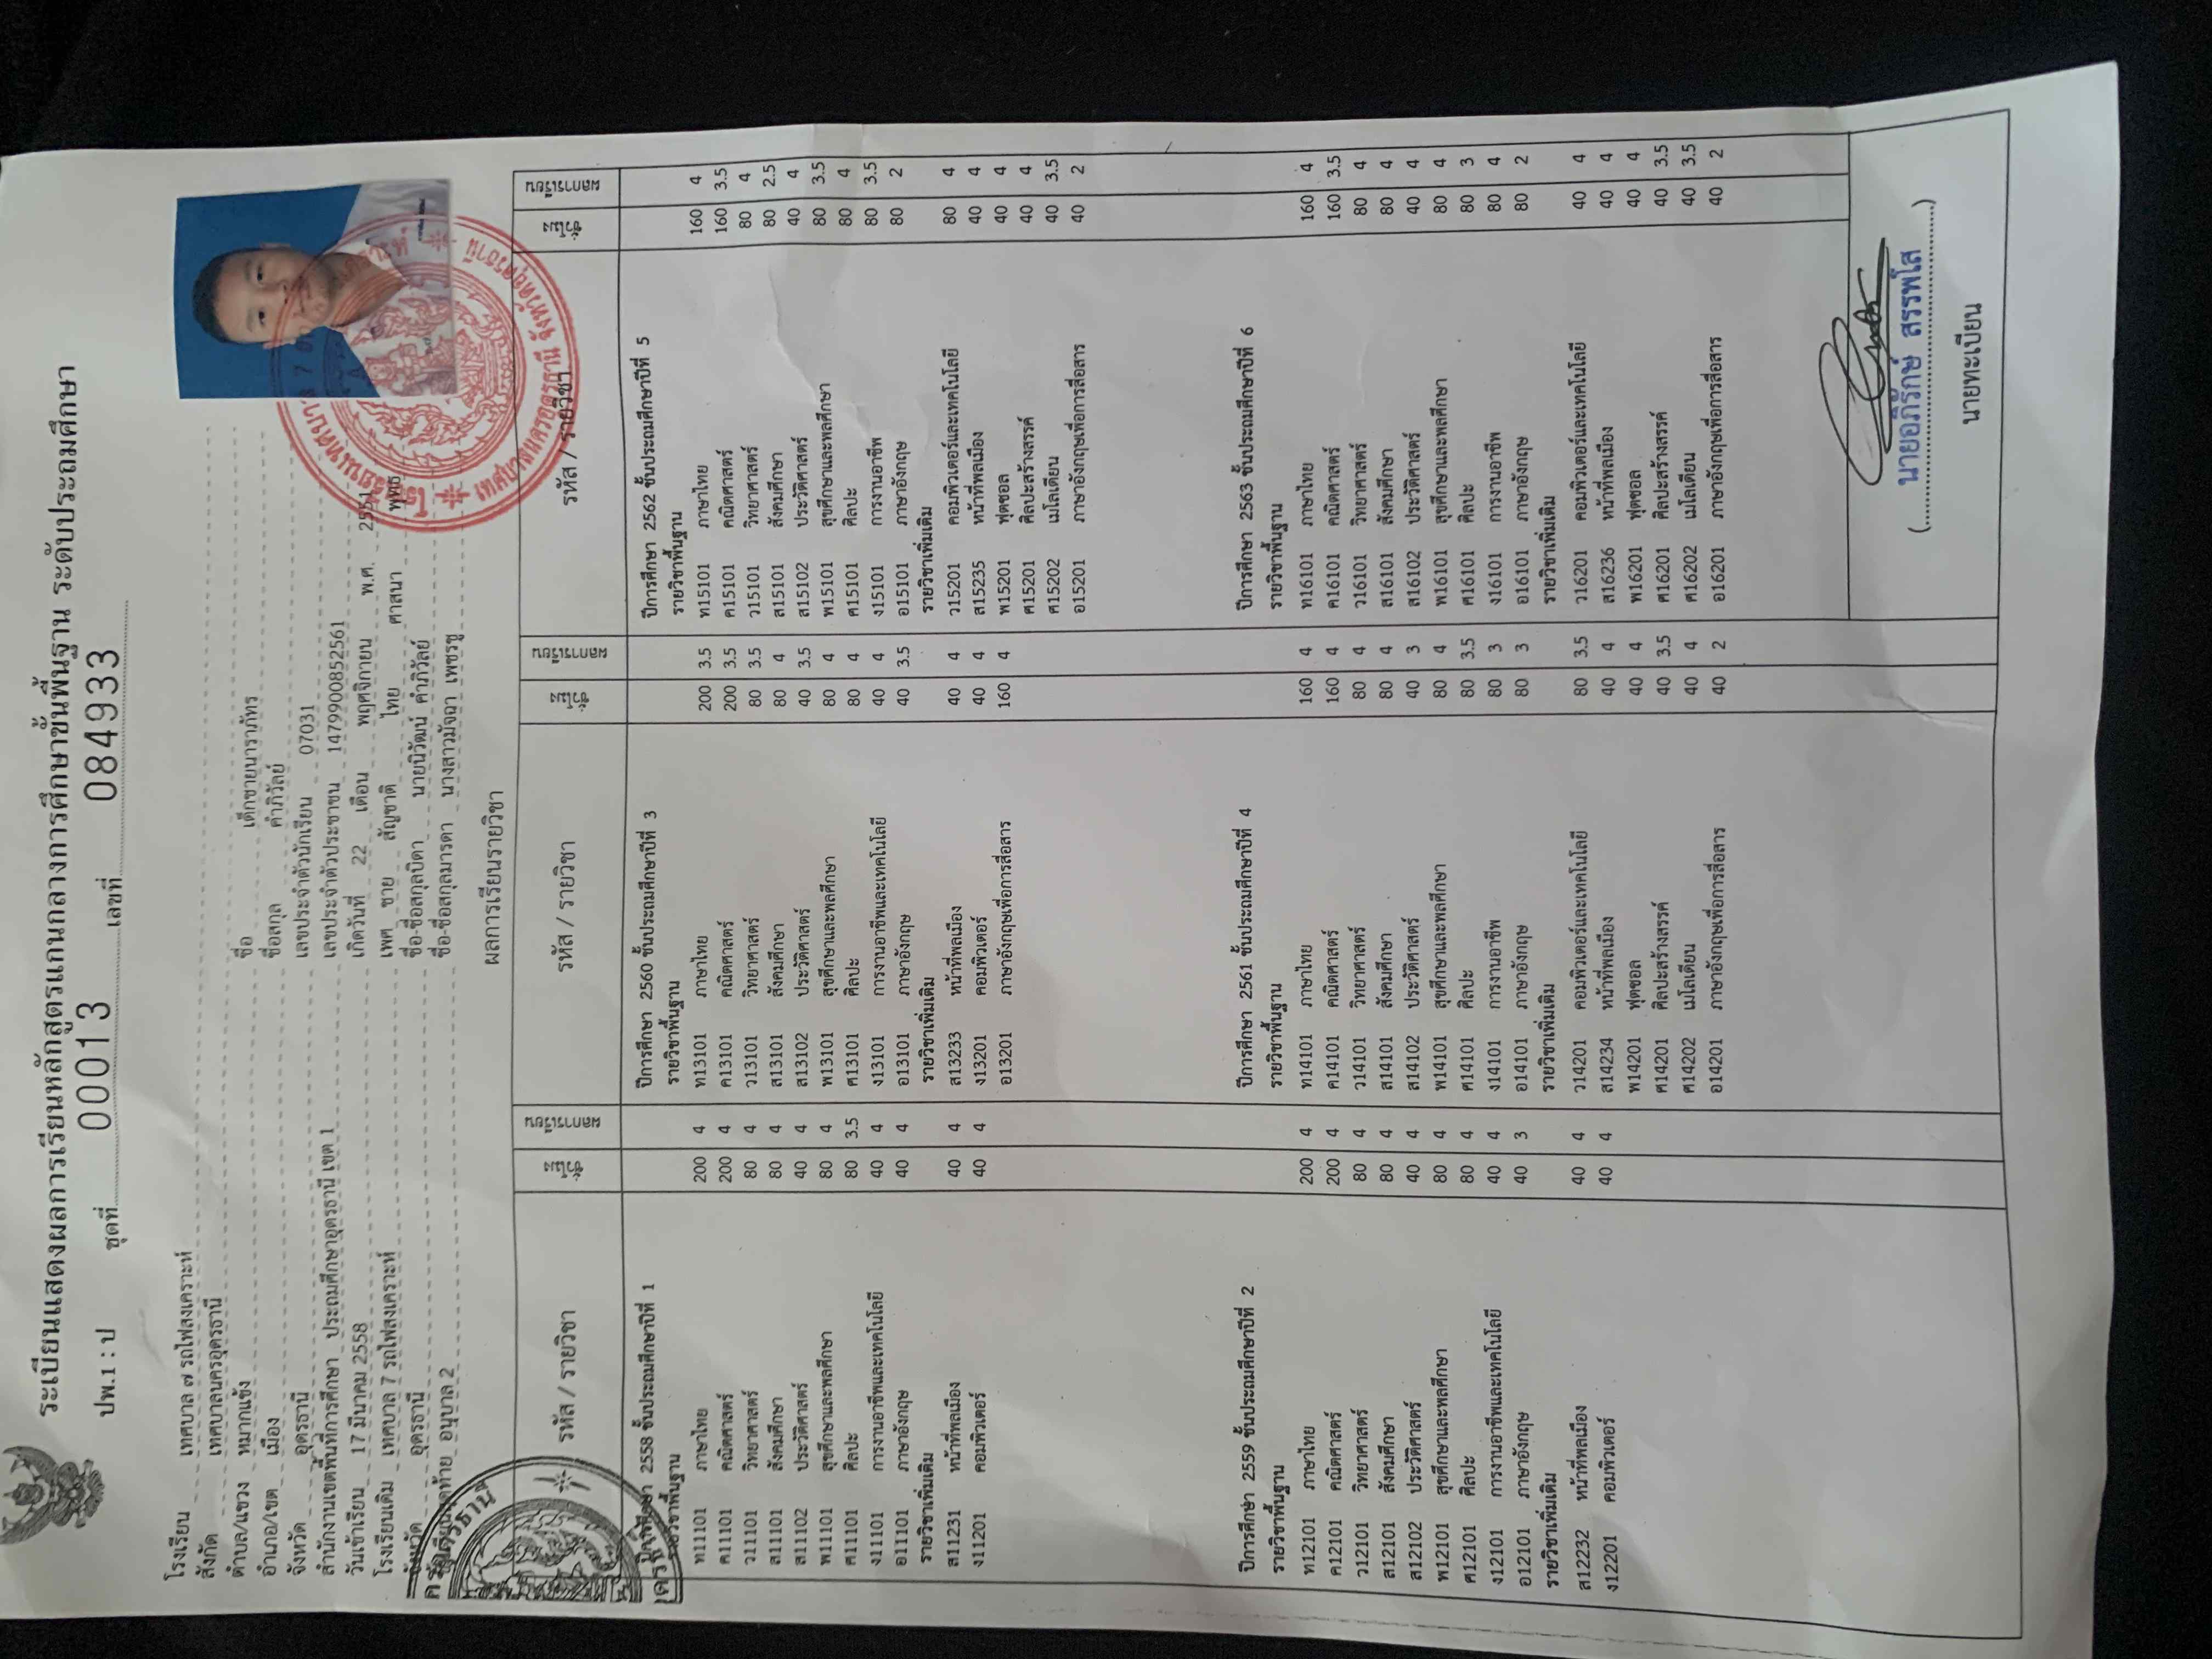 ระเบียนแสดงผลการเรียนหลักสูตรแกนกลางการศึกษาขั้นพื้นฐาน ระดับประถมศึกษา
ปพ.1 : ป ชุดที่ 00013 เลขที่ 084933
โรงเรียน เทศบาล ๗ รถไฟสงเคราะห์
สังกัด เทศบาลนครอุดรธานี
ตำบล/แขวง หมากแข้ง
อำเภอ/เขต เมือง
จังหวัด อุดรธานี
สำนักงานเขตพื้นที่การศึกษา ประถมศึกษาอุดรธานี เขต 1
วันเข้าเรียน 17 มีนาคม 2558
โรงเรียนเดิม เทศบาล 7 รถไฟสงเคราะห์
จังหวัด อุดรธานี
อนุบาล 2
ชื่อ เด็กชายนาราภัทร
ชื่อสกุล คำภิวัลย์
เลขประจำตัวนักเรียน 07031
เลขประจำตัวประชาชน 1479900852561
เกิดวันที่ 22 เดือน พฤศจิกายน พ.ศ. 2551
เพศ ชาย สัญชาติ ไทย ศาสนา พุทธ
ชื่อ-ชื่อสกุลบิดา นายนิวัฒน์ คำภิวัลย์
ชื่อ-ชื่อสกุลมารดา นางสาวมัจฉา เพชรชู
ผลการเรียนรายวิชา
รหัส / รายวิชา ชั่วโมง ผลการเรียน
ปีการศึกษา 2558 ชั้นประถมศึกษาปีที่ 1
รายวิชาพื้นฐาน
ท11101 ภาษาไทย 200 4
ค11101 คณิตศาสตร์ 200 4
ว11101 วิทยาศาสตร์ 80 4
ส11101 สังคมศึกษา 80 4
ส11102 ประวัติศาสตร์ 40 4
พ11101 สุขศึกษาและพลศึกษา 80 4
ศ11101 ศิลปะ 80 3.5
ง11101 การงานอาชีพและเทคโนโลยี 40 4
อ11101 ภาษาอังกฤษ 40 4
รายวิชาเพิ่มเติม
ส11231 หน้าที่พลเมือง 40 4
ง11201 คอมพิวเตอร์ 40 4
ปีการศึกษา 2559 ชั้นประถมศึกษาปีที่ 2
รายวิชาพื้นฐาน
ท12101 ภาษาไทย 200 4
ค12101 คณิตศาสตร์ 200 4
ว12101 วิทยาศาสตร์ 80 4
ส12101 สังคมศึกษา 80 4
ส12102 ประวัติศาสตร์ 40 4
พ12101 สุขศึกษาและพลศึกษา 80 4
ศ12101 ศิลปะ 80 4
ง12101 การงานอาชีพและเทคโนโลยี 40 4
อ12101 ภาษาอังกฤษ 40 3
รายวิชาเพิ่มเติม
ส12232 หน้าที่พลเมือง 40 4
ง12201 คอมพิวเตอร์ 40 4
รหัส / รายวิชา ชั่วโมง ผลการเรียน
ปีการศึกษา 2560 ชั้นประถมศึกษาปีที่ 3
รายวิชาพื้นฐาน
ท13101 ภาษาไทย 200 3.5
ค13101 คณิตศาสตร์ 200 3.5
ว13101 วิทยาศาสตร์ 80 3.5
ส13101 สังคมศึกษา 80 4
ส13102 ประวัติศาสตร์ 40 3.5
พ13101 สุขศึกษาและพลศึกษา 80 4
ศ13101 ศิลปะ 80 4
ง13101 การงานอาชีพและเทคโนโลยี 40 4
อ13101 ภาษาอังกฤษ 40 3.5
รายวิชาเพิ่มเติม
ส13233 หน้าที่พลเมือง 40 4
ง13201 คอมพิวเตอร์ 40 4
อ13201 ภาษาอังกฤษเพื่อการสื่อสาร 160 4
ปีการศึกษา 2561 ชั้นประถมศึกษาปีที่ 4
รายวิชาพื้นฐาน
ท14101 ภาษาไทย 160 4
ค14101 คณิตศาสตร์ 160 4
ว14101 วิทยาศาสตร์ 80 4
ส14101 สังคมศึกษา 80 4
ส14102 ประวัติศาสตร์ 40 3
พ14101 สุขศึกษาและพลศึกษา 80 4
ศ14101 ศิลปะ 80 3.5
ง14101 การงานอาชีพ 80 3
อ14101 ภาษาอังกฤษ 80 3
รายวิชาเพิ่มเติม
ว14201 คอมพิวเตอร์และเทคโนโลยี 80 3.5
ส14234 หน้าที่พลเมือง 40 4
พ14201 ฟุตซอล 40 4
ศ14201 ศิลปะสร้างสรรค์ 40 3.5
ศ14202 เมโลเดียน 40 4
อ14201 ภาษาอังกฤษเพื่อการสื่อสาร 40 2
รหัส / รายวิชา ชั่วโมง ผลการเรียน
ปีการศึกษา 2562 ชั้นประถมศึกษาปีที่ 5
รายวิชาพื้นฐาน
ท15101 ภาษาไทย 160 4
ค15101 คณิตศาสตร์ 160 3.5
ว15101 วิทยาศาสตร์ 80 4
ส15101 สังคมศึกษา 80 2.5
ส15102 ประวัติศาสตร์ 40 4
พ15101 สุขศึกษาและพลศึกษา 80 3.5
ศ15101 ศิลปะ 80 4
ง15101 การงานอาชีพ 80 3.5
อ15101 ภาษาอังกฤษ 80 2
รายวิชาเพิ่มเติม
ว15201 คอมพิวเตอร์และเทคโนโลยี 80 4
ส15235 หน้าที่พลเมือง 40 4
พ15201 ฟุตซอล 40 4
ศ15201 ศิลปะสร้างสรรค์ 40 4
ศ15202 เมโลเดียน 40 3.5
อ15201 ภาษาอังกฤษเพื่อการสื่อสาร 40 2
ปีการศึกษา 2563 ชั้นประถมศึกษาปีที่ 6
รายวิชาพื้นฐาน
ท16101 ภาษาไทย 160 4
ค16101 คณิตศาสตร์ 160 3.5
ว16101 วิทยาศาสตร์ 80 4
ส16101 สังคมศึกษา 80 4
ส16102 ประวัติศาสตร์ 40 4
พ16101 สุขศึกษาและพลศึกษา 80 4
ศ16101 ศิลปะ 80 3
ง16101 การงานอาชีพ 80 4
อ16101 ภาษาอังกฤษ 80 2
รายวิชาเพิ่มเติม
ว16201 คอมพิวเตอร์และเทคโนโลยี 40 4
ส16236 หน้าที่พลเมือง 40 4
พ16201 ฟุตซอล 40 4
ศ16201 ศิลปะสร้างสรรค์ 40 3.5
ศ16202 เมโลเดียน 40 3.5
อ16201 ภาษาอังกฤษเพื่อการสื่อสาร 40 2
(นายอภิรักษ์ สรรพโส)
นายทะเบียน